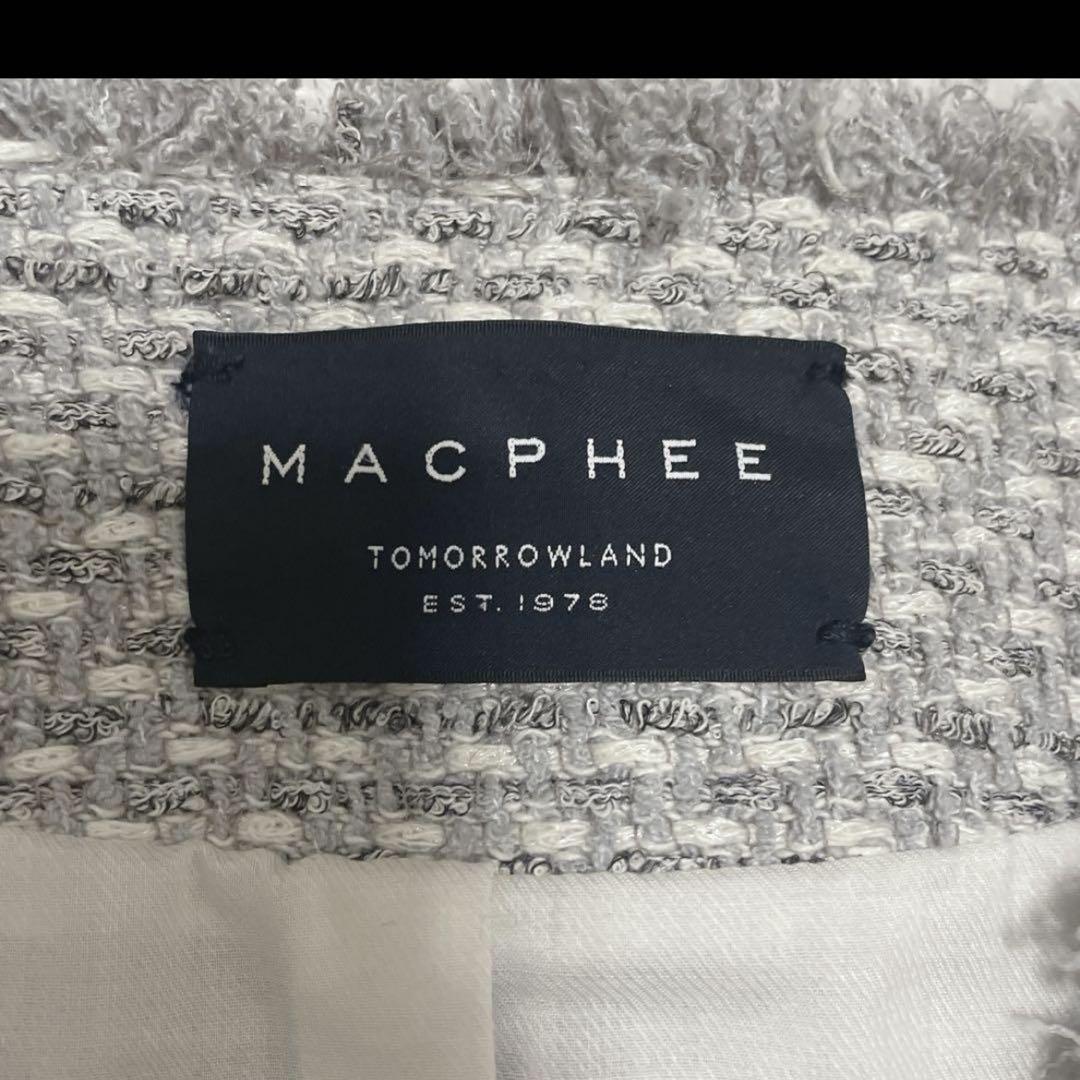 MACPHEE
TOMORROWLAND
EST. 1978